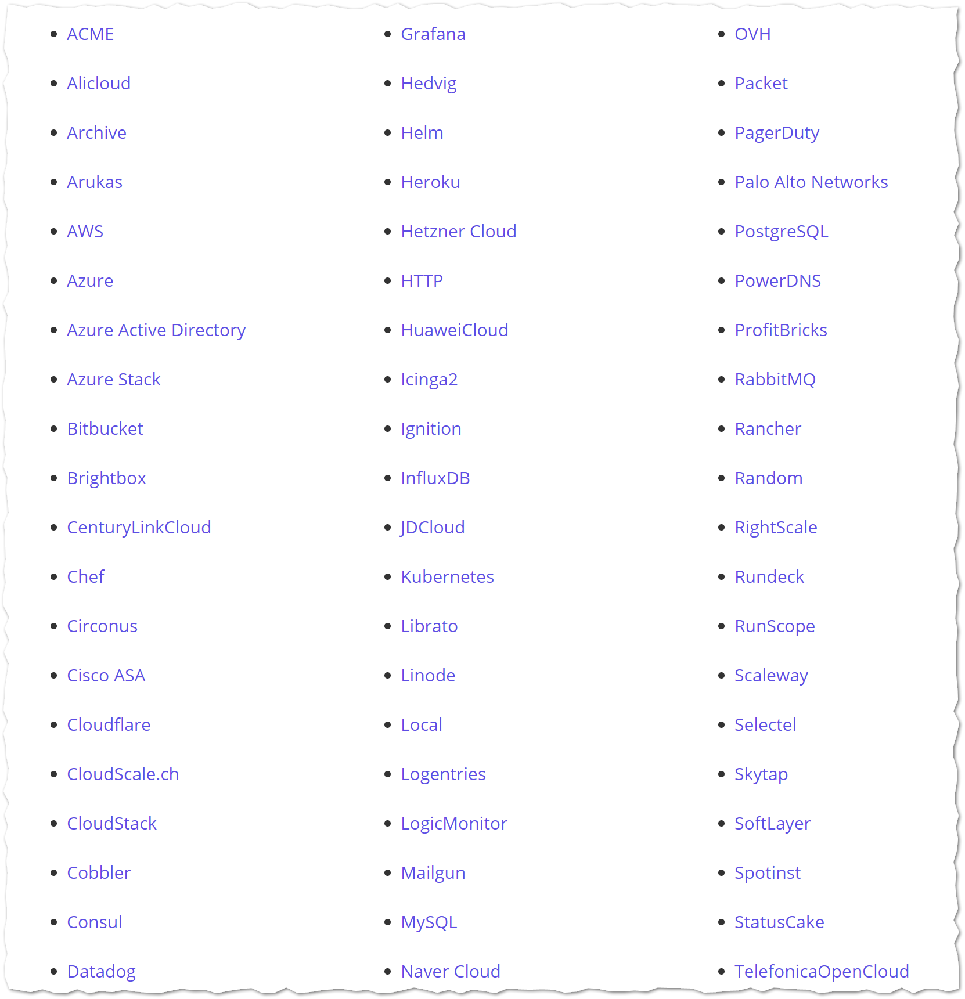 ACME
Alicloud
Archive
Arukas
AWS
Azure
Azure Active Directory
Azure Stack
Bitbucket
Brightbox
CenturyLinkCloud
Chef
Circonus
Cisco ASA
Cloudflare
CloudScale.ch
CloudStack
Cobbler
Consul
Datadog
Grafana
Hedvig
Helm
Heroku
Hetzner Cloud
HTTP
HuaweiCloud
Icinga2
Ignition
InfluxDB
JDCloud
Kubernetes
Librato
Linode
Local
Logentries
LogicMonitor
Mailgun
MySQL
Naver Cloud
OVH
Packet
PagerDuty
Palo Alto Networks
PostgreSQL
PowerDNS
ProfitBricks
RabbitMQ
Rancher
Random
RightScale
Rundeck
RunScope
Scaleway
Selectel
Skytap
SoftLayer
Spotinst
StatusCake
TelefonicaOpenCloud